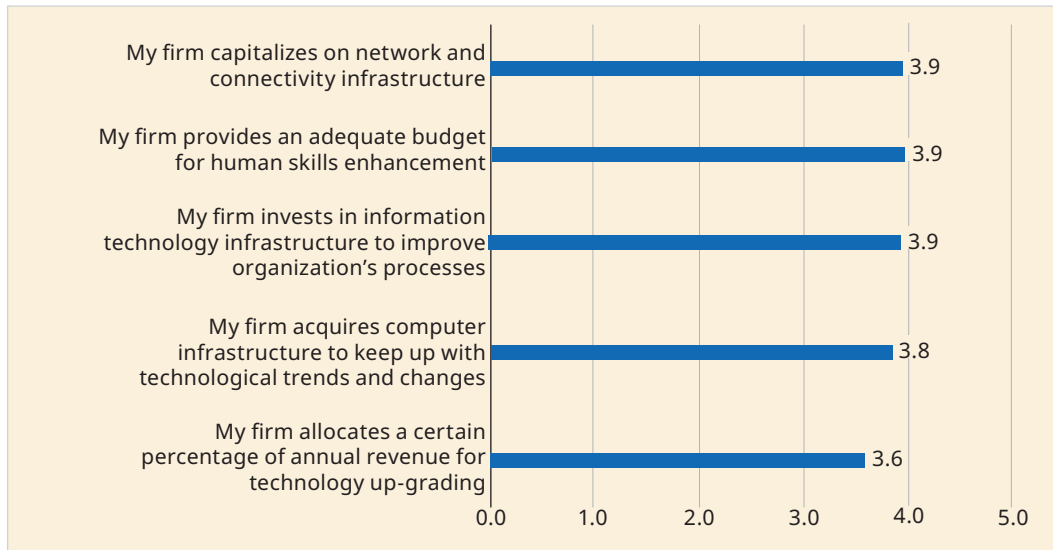 My firm capitalizes on network and
connectivity infrastructure
3.9
My firm provides an adequate budget
for human skills enhancement
3.9
My firm invests in information
technology infrastructure to improve
organization’s processes
3.9
My firm acquires computer
infrastructure to keep up with
technological trends and changes
3.8
My firm allocates a certain
percentage of annual revenue for
technology up-grading
3.6
0.0 1.0 2.0 3.0 4.0 5.0